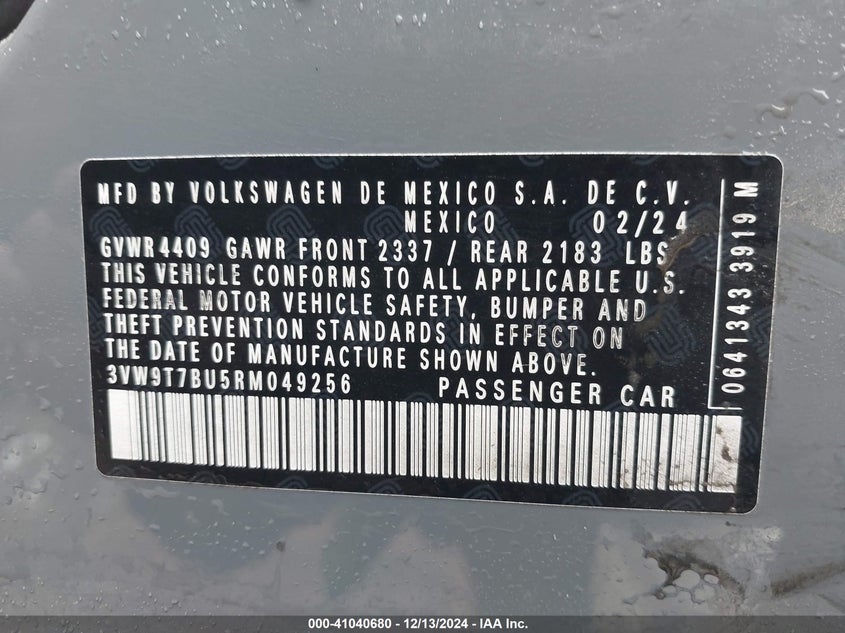 MFD BY VOLKSWAGEN DE MEXICO S.A. DE C.V.
MEXICO 02/24
GVWR4409 GAWR FRONT 2337 / REAR 2183 LBS
THIS VEHICLE CONFORMS TO ALL APPLICABLE U.S.
FEDERAL MOTOR VEHICLE SAFETY, BUMPER AND
THEFT PREVENTION STANDARDS IN EFFECT ON
THE DATE OF MANUFACTURE SHOWN ABOVE.
3VW9T7BU5RM049256 PASSENGER CAR
0641343 3919 M
000-41040680 - 12/13/2024 - IAA Inc.